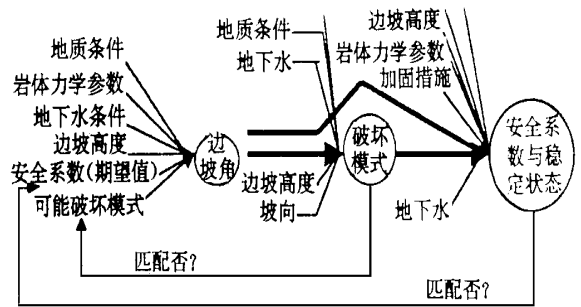 地质条件
岩体力学参数
地下水条件
边坡高度
安全系数(期望值)
可能破坏模式
边
坡角
地质条件
地下水
破坏
模式
边坡高度
坡向
边坡高度
岩体力学参数
加固措施
安全系
数与稳
定状态
地下水
匹配否?
匹配否?